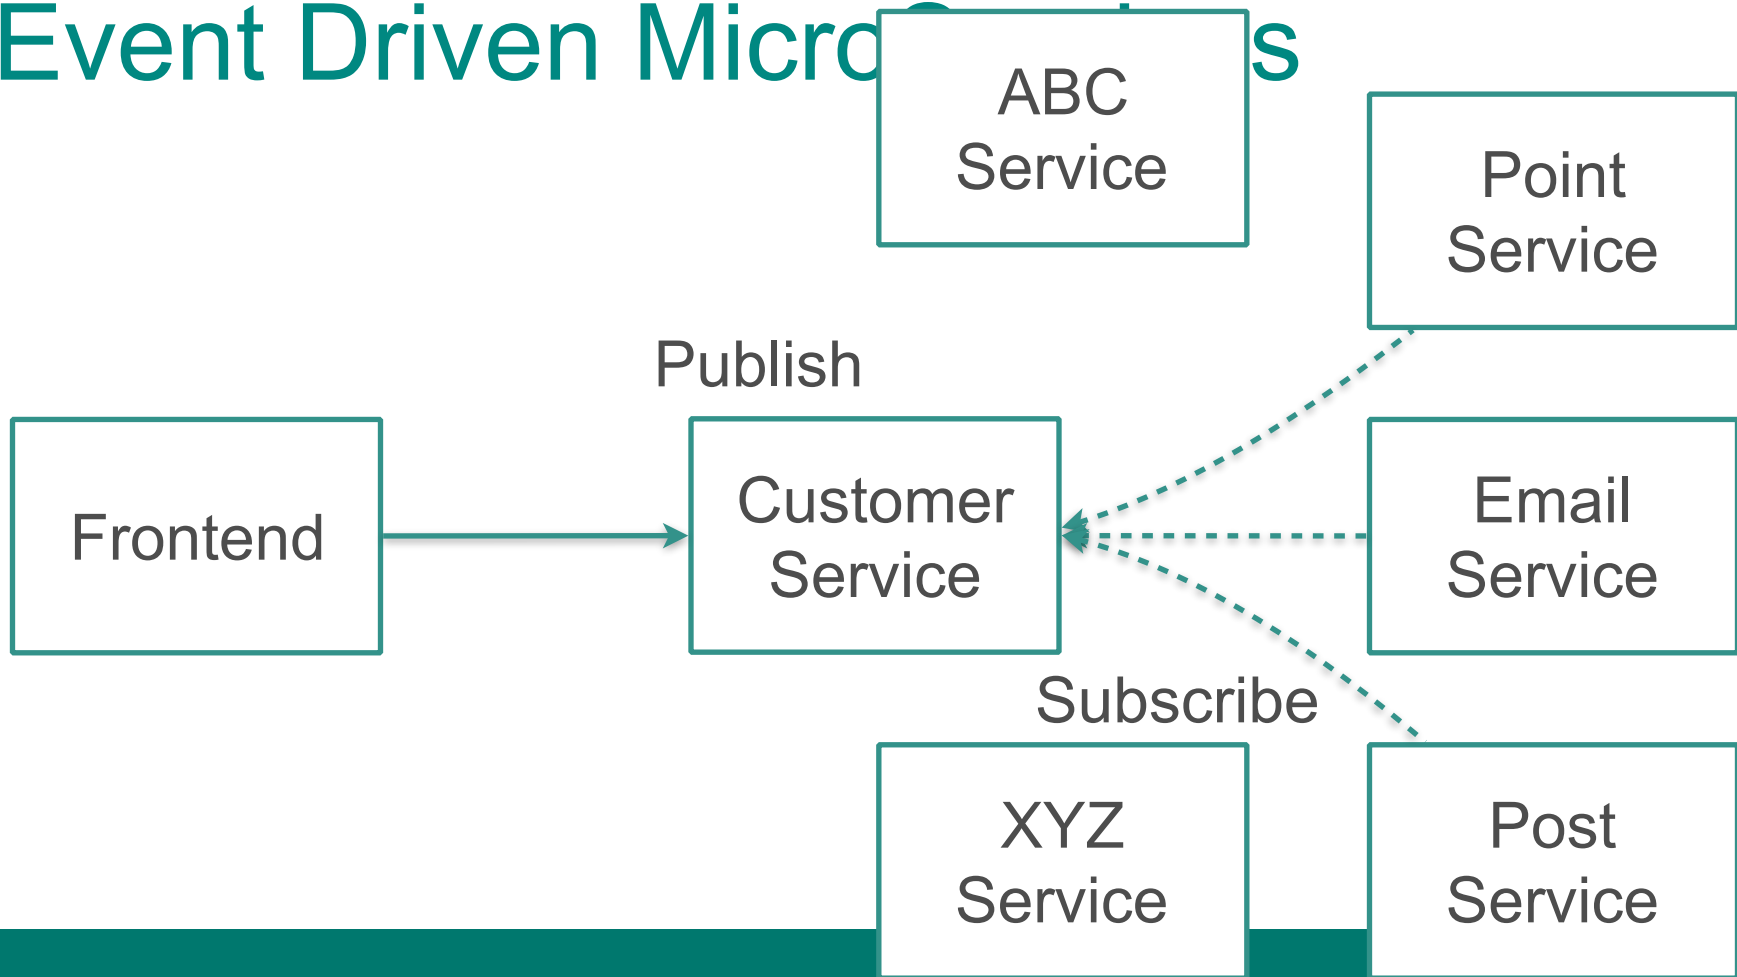 Event Driven Micro s
ABC
Service
Point
Service
Publish
Frontend
Customer
Service
Email
Service
Subscribe
XYZ
Service
Post
Service